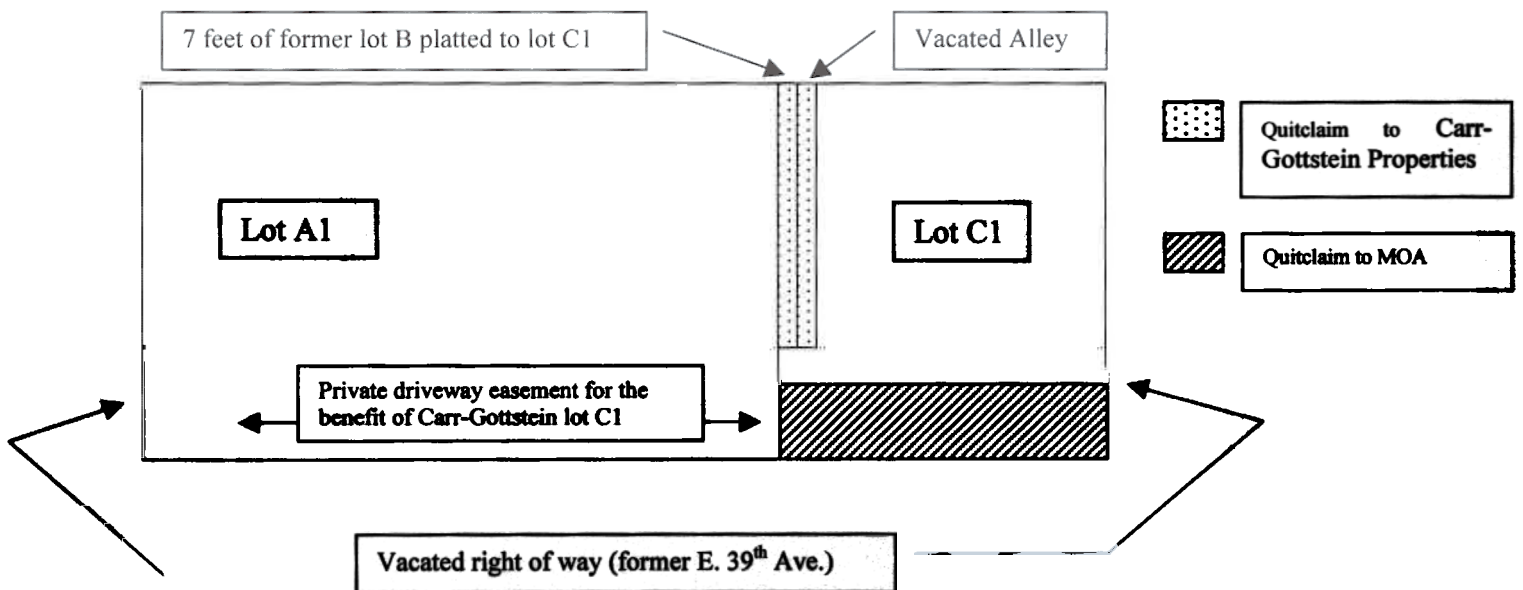 7 feet of former lot B platted to lot C1
Vacated Alley
Quitclaim to Carr-
Gottstein Properties
Lot A1
Lot C1
Quitclaim to MOA
Private driveway easement for the
benefit of Carr-Gottstein lot C1
Vacated right of way (former E. 39th Ave.)